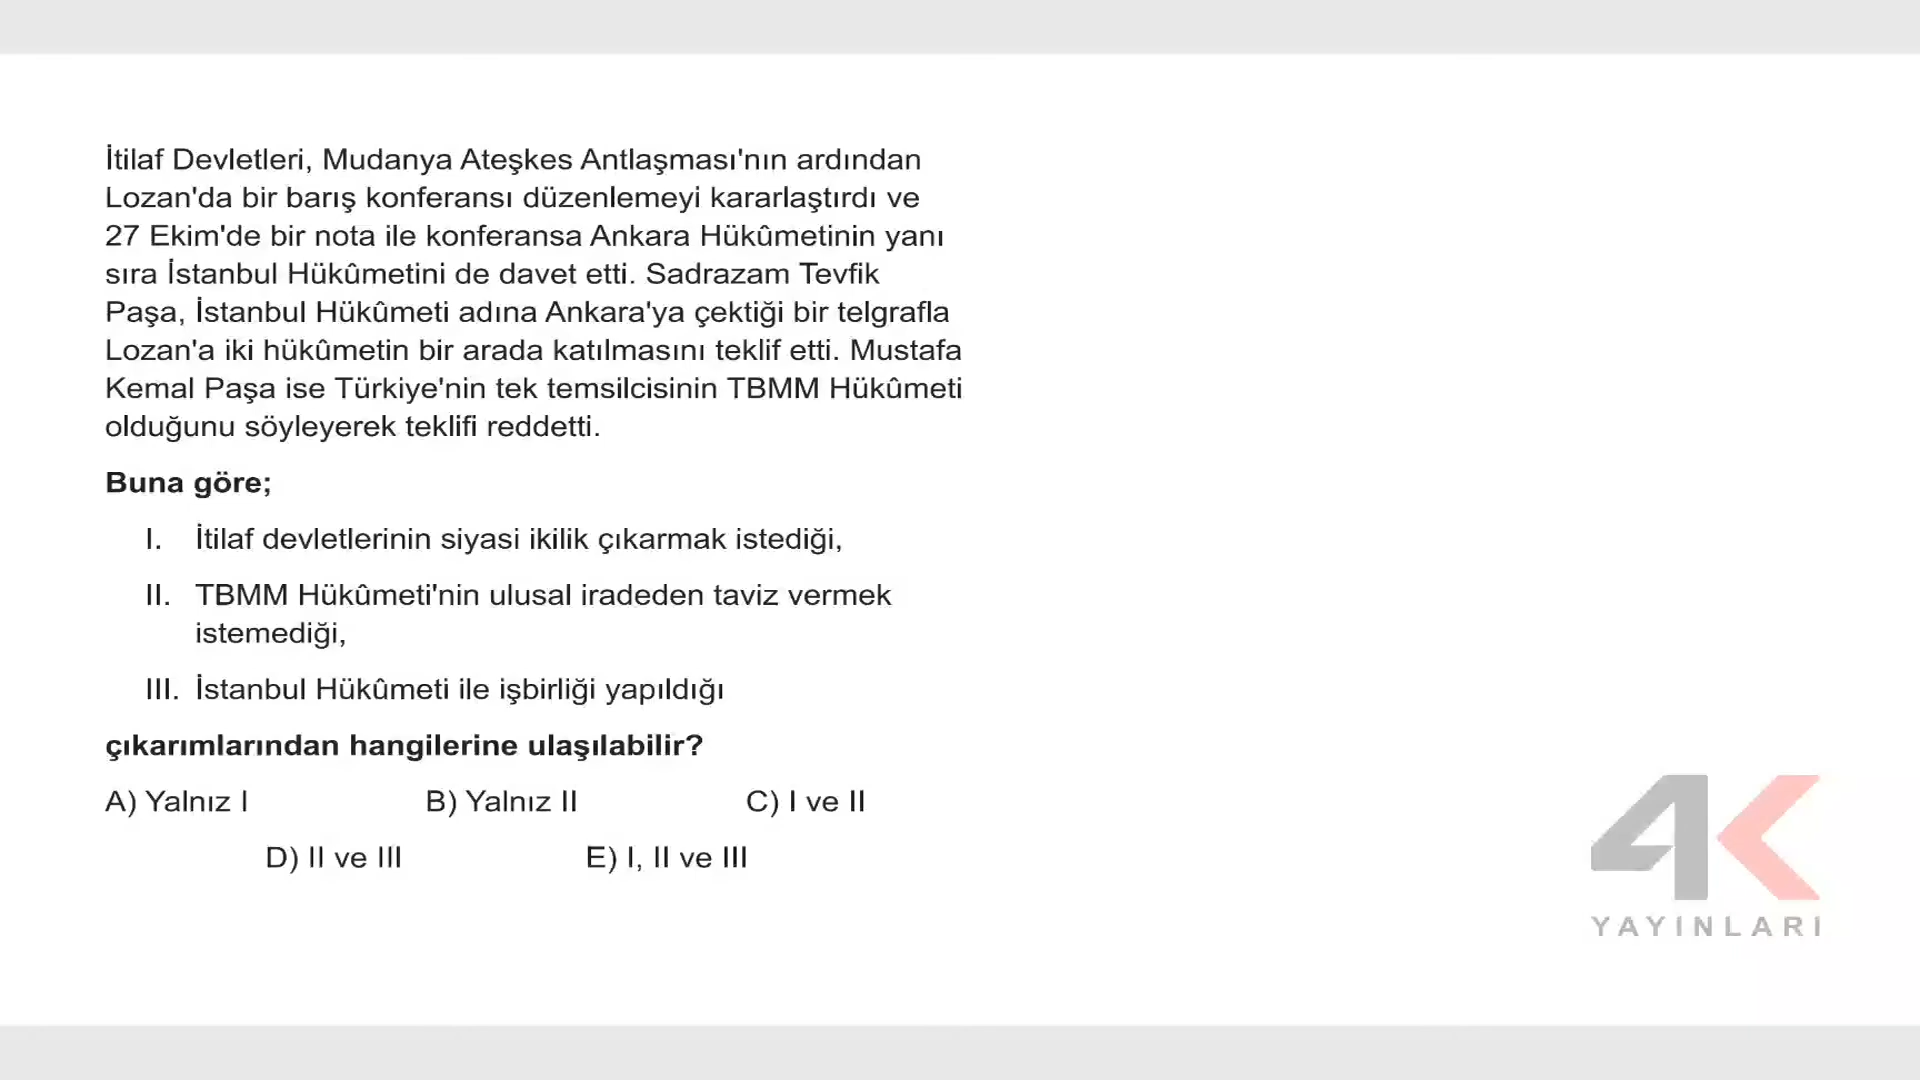 İtilaf Devletleri, Mudanya Ateşkes Antlaşması'nın ardından
Lozan'da bir barış konferansı düzenlemeyi kararlaştırdı ve
27 Ekim'de bir nota ile konferansa Ankara Hükûmetinin yanı
sıra İstanbul Hükûmetini de davet etti. Sadrazam Tevfik
Paşa, İstanbul Hükûmeti adına Ankara'ya çektiği bir telgrafla
Lozan'a iki hükûmetin bir arada katılmasını teklif etti. Mustafa
Kemal Paşa ise Türkiye'nin tek temsilcisinin TBMM Hükûmeti
olduğunu söyleyerek teklifi reddetti.
Buna göre;
I. İtilaf devletlerinin siyasi ikilik çıkarmak istediği,
II. TBMM Hükûmeti'nin ulusal iradeden taviz vermek
istemediği,
III. İstanbul Hükûmeti ile işbirliği yapıldığı
çıkarımlarından hangilerine ulaşılabilir?
A) Yalnız I B) Yalnız II C) I ve II
D) II ve III E) I, II ve III
4K
YAYINLARI